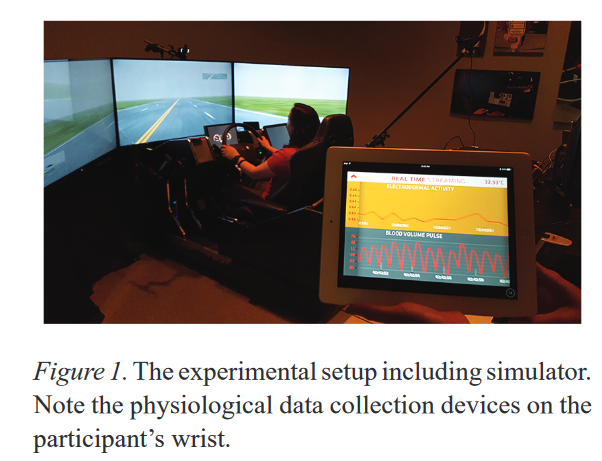 REAL TIME STREAMING
ELECTRODERMAL ACTIVITY
BLOOD VOLUME PULSE
Figure 1. The experimental setup including simulator.
Note the physiological data collection devices on the
participant’s wrist.